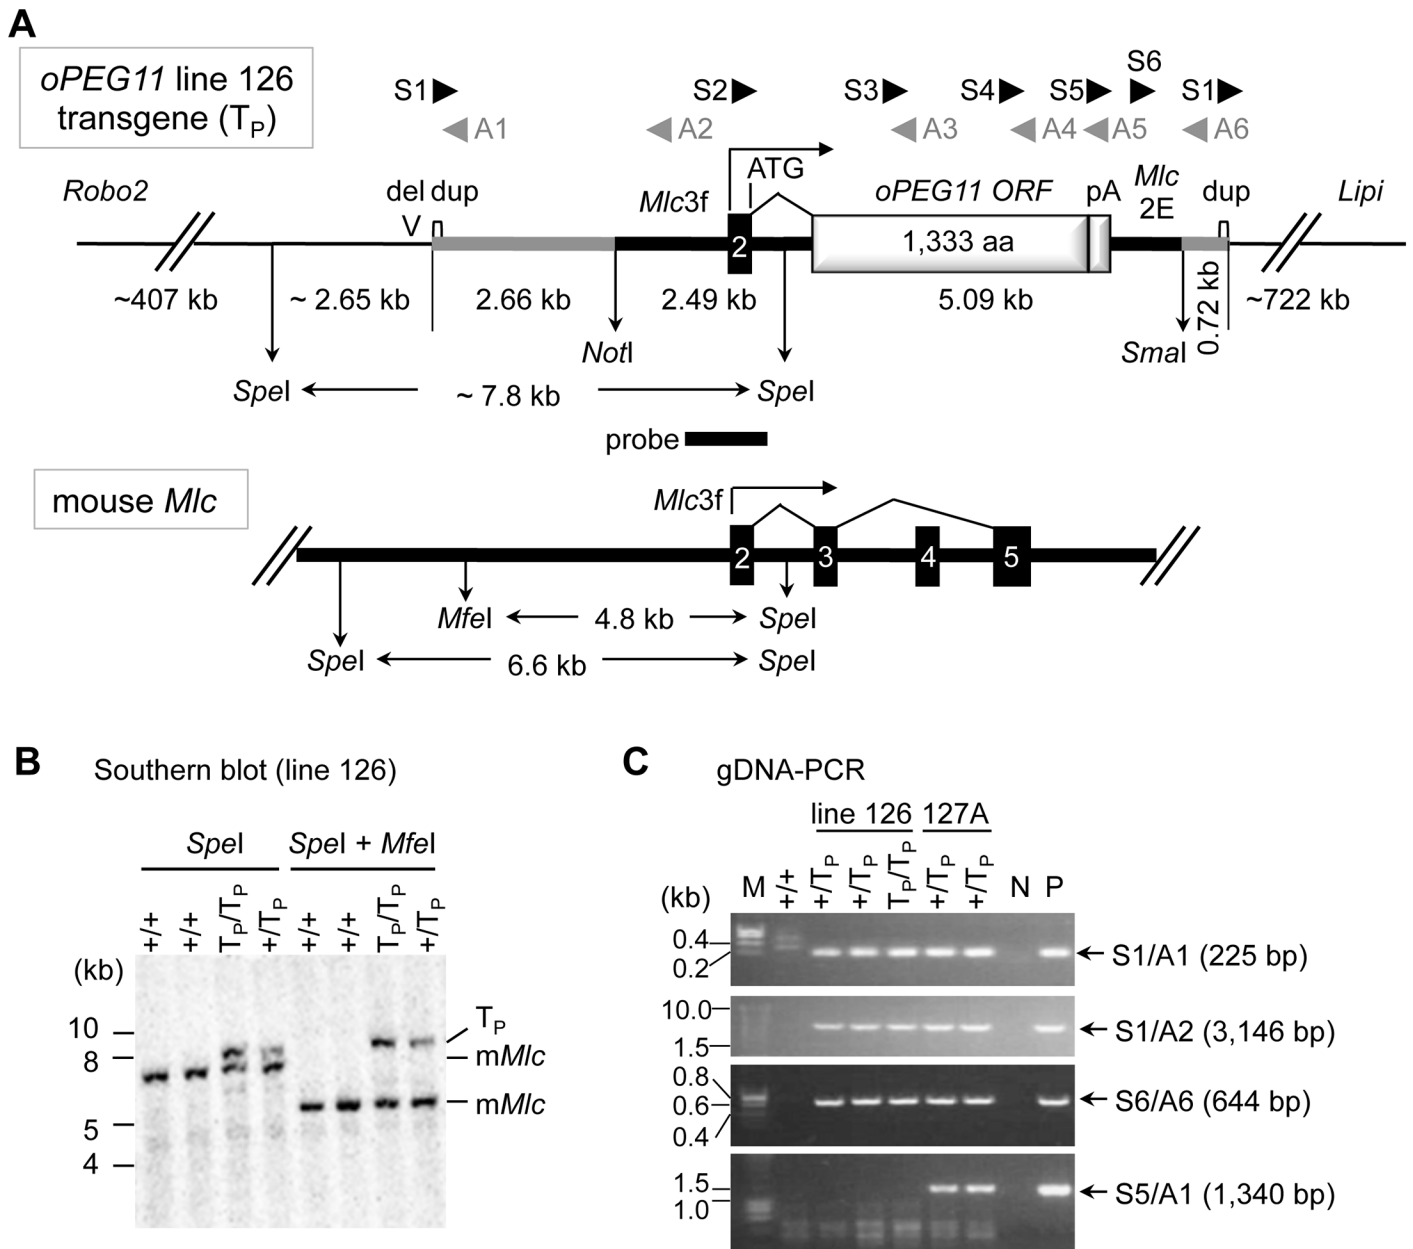 A
oPEG11 line 126
transgene (TP)
S1 S2 S3 S4 S5 S6 S1
A1 A2 A3 A4 A5 A6
Robo2 del dup Mlc3f ATG oPEG11 ORF pA Mlc dup Lipi
V 2E
2 1,333 aa
~407 kb ~ 2.65 kb 2.66 kb 2.49 kb 5.09 kb 0.72 kb ~722 kb
NotI SmaI
SpeI ~ 7.8 kb SpeI
probe
mouse Mlc Mlc3f
2 3 4 5
MfeI 4.8 kb SpeI
SpeI 6.6 kb SpeI
B Southern blot (line 126)
SpeI SpeI + MfeI
+/+ +/+ TP/TP +/TP +/+ +/+ TP/TP +/TP
(kb)
10
8
5
4
TP
mMlc
mMlc
C gDNA-PCR
line 126 127A
(kb) M +/+ +/TP +/TP TP/TP +/TP +/TP N P
0.4
0.2
S1/A1 (225 bp)
10.0
1.5
S1/A2 (3,146 bp)
0.8
0.6
0.4
S6/A6 (644 bp)
1.5
1.0
S5/A1 (1,340 bp)